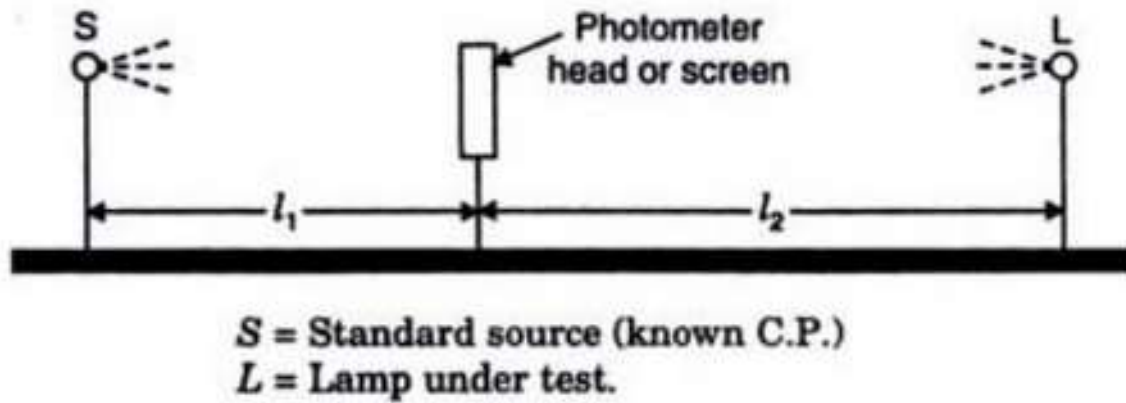 S
Photometer
head or screen
L
l₁
l₂
S = Standard source (known C.P.)
L = Lamp under test.